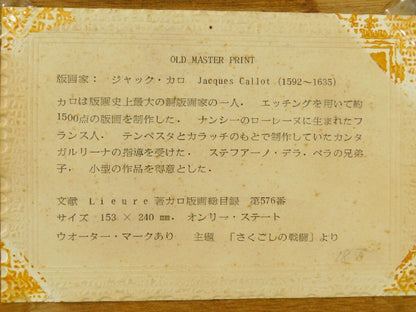 OLD MASTER PRINT
版画家： ジャック・カロ Jacques Callot (1592～1635)
カロは版画史上最大の銅版画家の一人． エッチングを用いて約
1500点の版画を制作した． ナンシーのローレーヌに生まれたフ
ランス人． テンペスタとカラッチのもとで制作していたカンタ
ガルリーナの指導を受けた． ステファーノ・デラ．ベラの兄弟
子． 小型の作品を得意とした．
文献 Lieure著カロ版画総目録 第576番
サイズ 153 × 240 mm．オンリー・ステート
ウオーター・マークあり 主題 「さくごしの戦闘」より